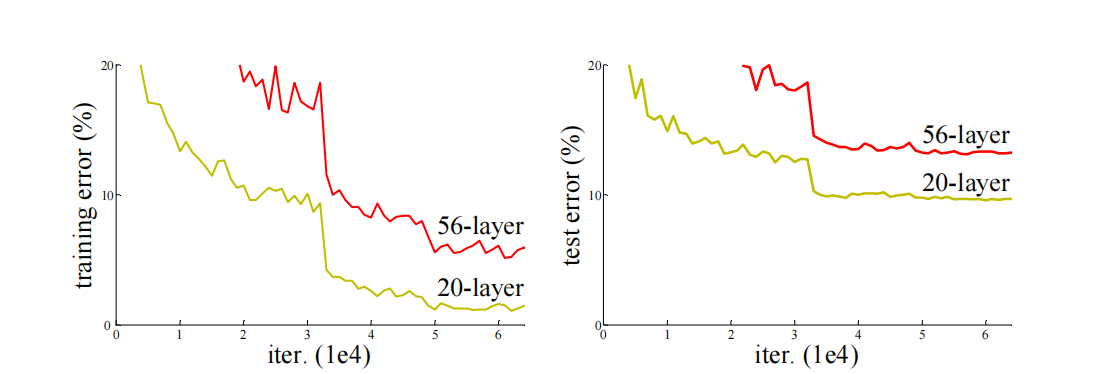 training error (%)
20
10
0
0 1 2 3 4 5 6
iter. (1e4)
56-layer
20-layer
test error (%)
20
10
0
0 1 2 3 4 5 6
iter. (1e4)
56-layer
20-layer